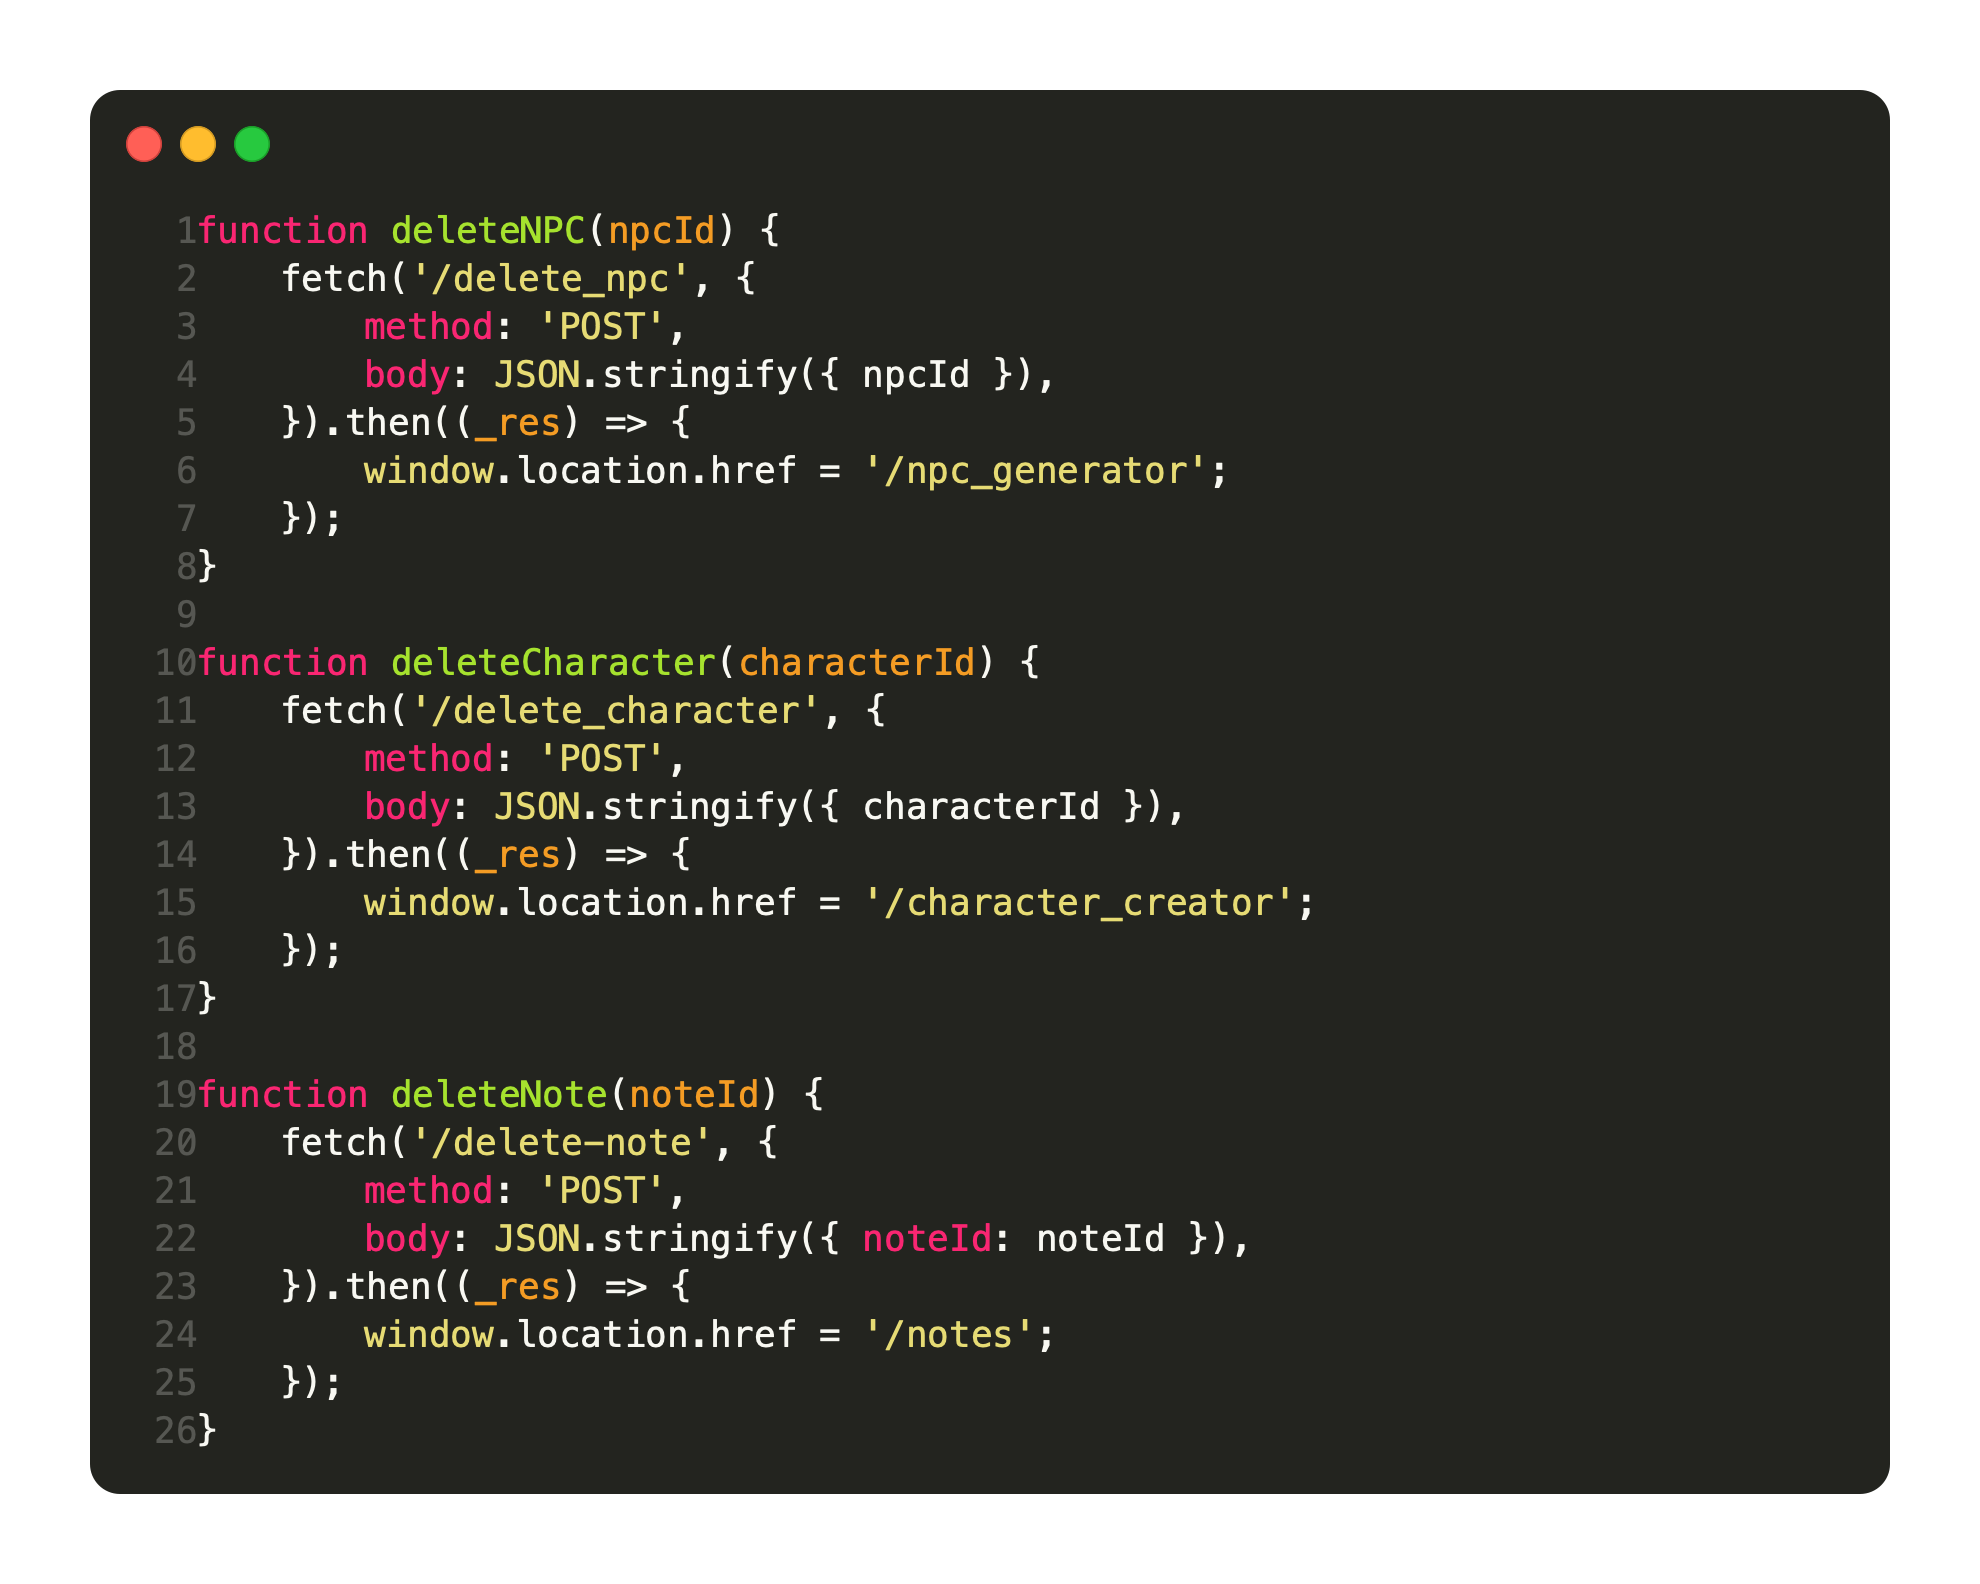 1function deleteNPC(npcId) {
2    fetch('/delete_npc', {
3        method: 'POST',
4        body: JSON.stringify({ npcId }),
5    }).then((_res) => {
6        window.location.href = '/npc_generator';
7    });
8}
9
10function deleteCharacter(characterId) {
11    fetch('/delete_character', {
12        method: 'POST',
13        body: JSON.stringify({ characterId }),
14    }).then((_res) => {
15        window.location.href = '/character_creator';
16    });
17}
18
19function deleteNote(noteId) {
20    fetch('/delete-note', {
21        method: 'POST',
22        body: JSON.stringify({ noteId: noteId }),
23    }).then((_res) => {
24        window.location.href = '/notes';
25    });
26}